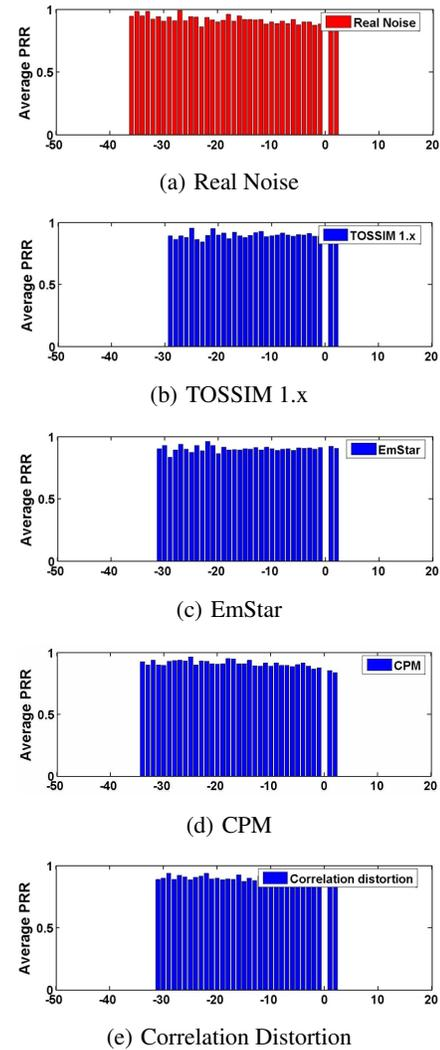 1
Real Noise
0.5
Average PRR
0
-50 -40 -30 -20 -10 0 10 20
(a) Real Noise
1
TOSSIM 1.x
0.5
Average PRR
0
-50 -40 -30 -20 -10 0 10 20
(b) TOSSIM 1.x
1
EmStar
0.5
Average PRR
0
-50 -40 -30 -20 -10 0 10 20
(c) EmStar
1
CPM
0.5
Average PRR
0
-50 -40 -30 -20 -10 0 10 20
(d) CPM
1
Correlation distortion
0.5
Average PRR
0
-50 -40 -30 -20 -10 0 10 20
(e) Correlation Distortion